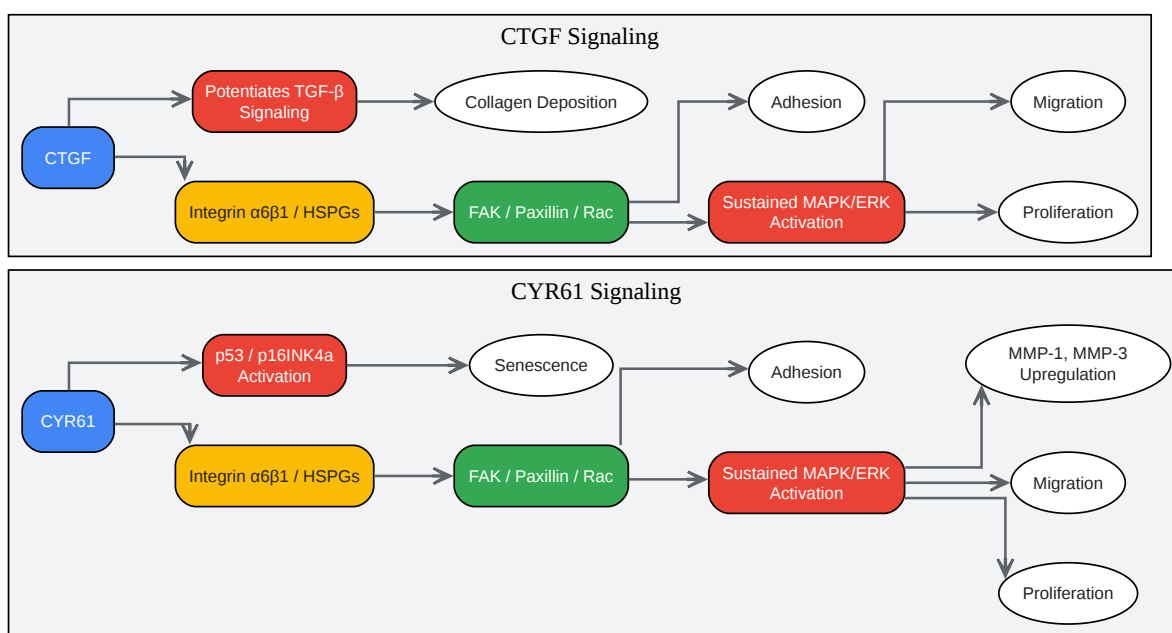 CTGF Signaling
Potentiates TGF-β
Signaling
Collagen Deposition
Adhesion
Migration
CTGF
Integrin α6β1 / HSPGs
FAK / Paxillin / Rac
Sustained MAPK/ERK
Activation
Proliferation
CYR61 Signaling
p53 / p16INK4a
Activation
Senescence
Adhesion
MMP-1, MMP-3
Upregulation
CYR61
Integrin α6β1 / HSPGs
FAK / Paxillin / Rac
Sustained MAPK/ERK
Activation
Migration
Proliferation